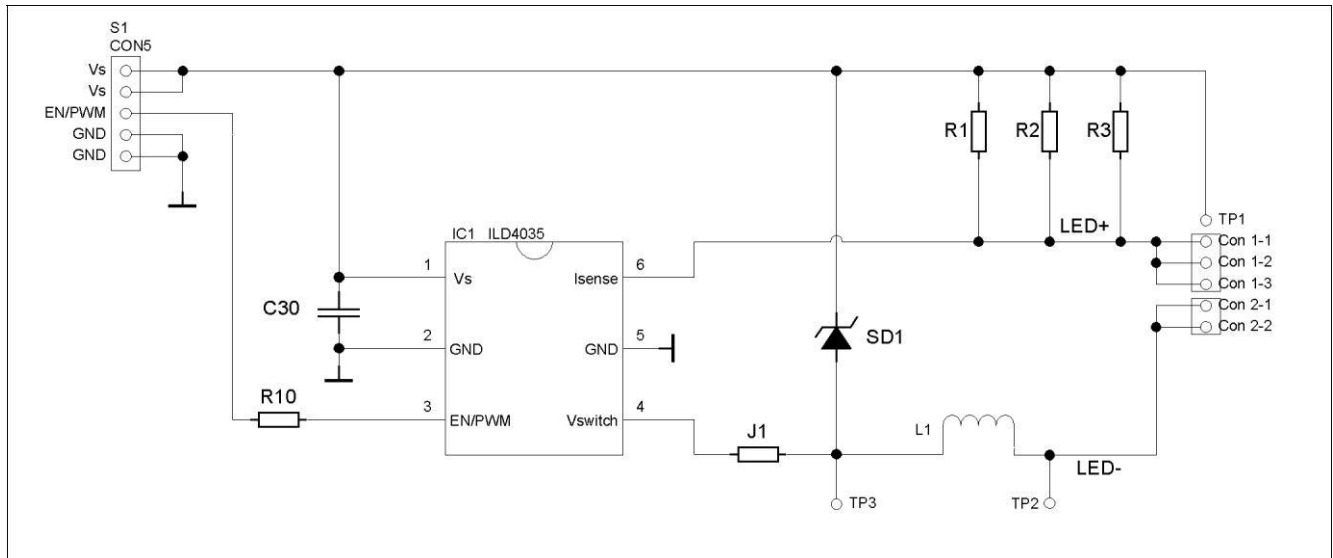 S1
CON5
Vs
Vs
EN/PWM
GND
GND
R1
R2
R3
TP1
LED+
Con 1-1
Con 1-2
Con 1-3
Con 2-1
Con 2-2
IC1 ILD4035
1
Vs
Isense
6
C30
2
GND
GND
5
SD1
R10
3
EN/PWM
Vswitch
4
J1
L1
LED-
TP3
TP2